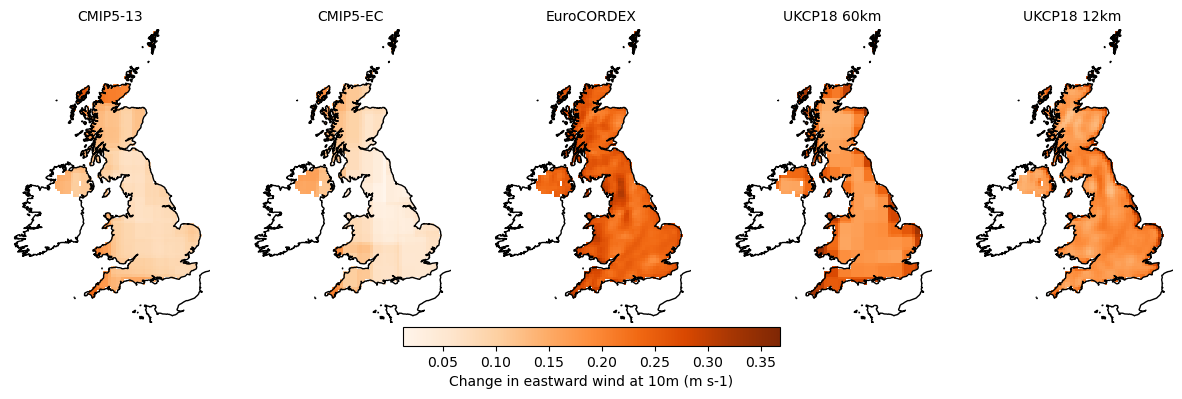 CMIP5-13 CMIP5-EC EuroCORDEX UKCP18 60km UKCP18 12km
0.05 0.10 0.15 0.20 0.25 0.30 0.35
Change in eastward wind at 10m (m s-1)